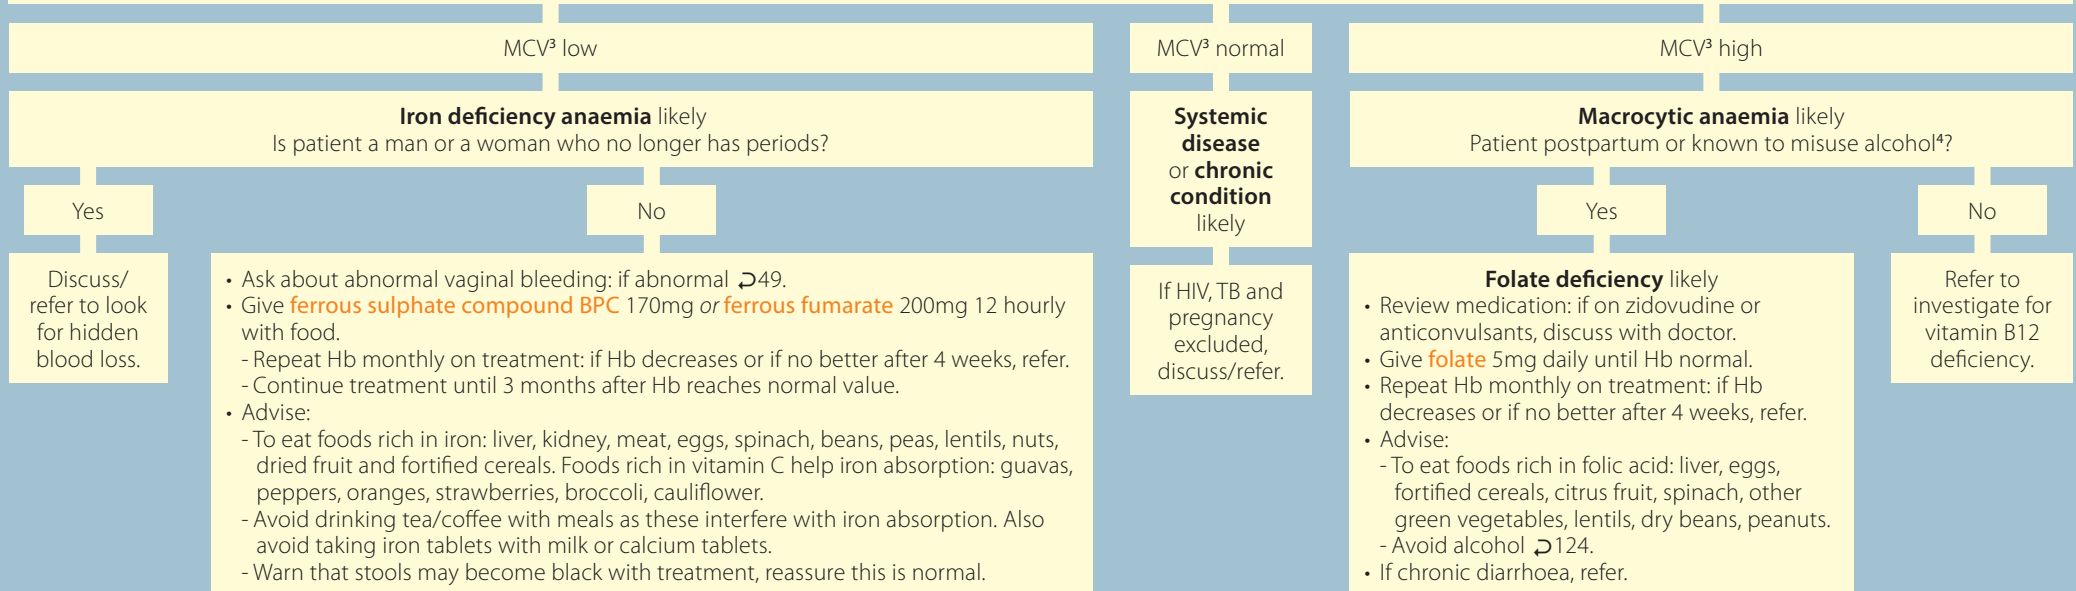 MCV³ low
Iron deficiency anaemia likely
Is patient a man or a woman who no longer has periods?
Yes
Discuss/
refer to look
for hidden
blood loss.
No
• Ask about abnormal vaginal bleeding: if abnormal ⮌49.
• Give ferrous sulphate compound BPC 170mg or ferrous fumarate 200mg 12 hourly
with food.
- Repeat Hb monthly on treatment: if Hb decreases or if no better after 4 weeks, refer.
- Continue treatment until 3 months after Hb reaches normal value.
• Advise:
- To eat foods rich in iron: liver, kidney, meat, eggs, spinach, beans, peas, lentils, nuts,
dried fruit and fortified cereals. Foods rich in vitamin C help iron absorption: guavas,
peppers, oranges, strawberries, broccoli, cauliflower.
- Avoid drinking tea/coffee with meals as these interfere with iron absorption. Also
avoid taking iron tablets with milk or calcium tablets.
- Warn that stools may become black with treatment, reassure this is normal.
MCV³ normal
Systemic
disease
or chronic
condition
likely
If HIV, TB and
pregnancy
excluded,
discuss/refer.
MCV³ high
Macrocytic anaemia likely
Patient postpartum or known to misuse alcohol⁴?
Yes
Folate deficiency likely
• Review medication: if on zidovudine or
anticonvulsants, discuss with doctor.
• Give folate 5mg daily until Hb normal.
• Repeat Hb monthly on treatment: if Hb
decreases or if no better after 4 weeks, refer.
• Advise:
- To eat foods rich in folic acid: liver, eggs,
fortified cereals, citrus fruit, spinach, other
green vegetables, lentils, dry beans, peanuts.
- Avoid alcohol ⮌124.
• If chronic diarrhoea, refer.
No
Refer to
investigate for
vitamin B12
deficiency.